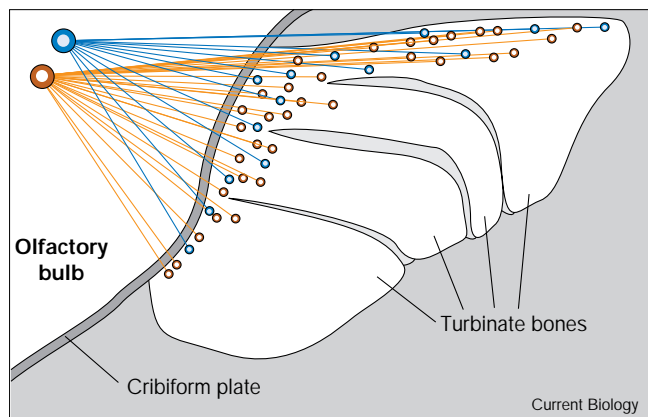 Olfactory
bulb
Turbinate bones
Cribiform plate
Current Biology